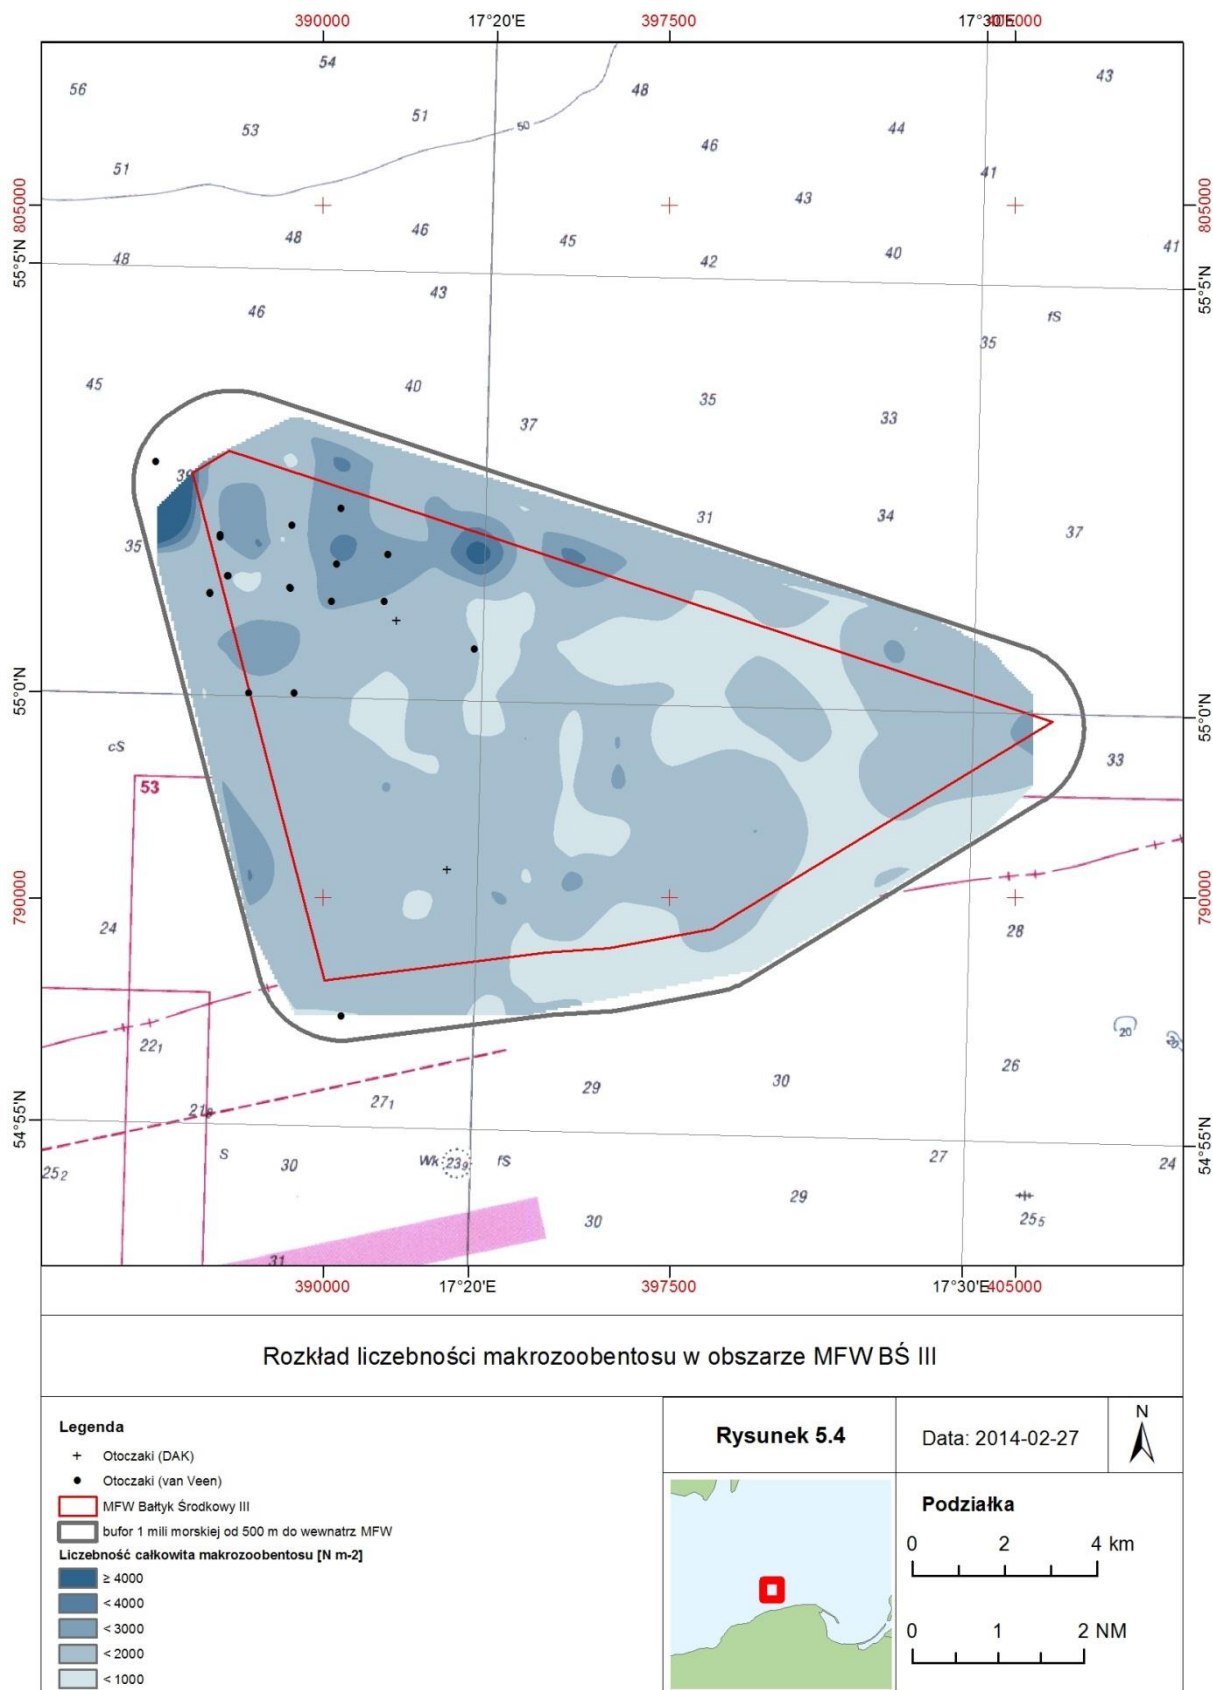 390000 17°20'E 397500 17°30'E 405000
54
56
48
43
53
51
50
46
44
51
41
43
805000
805000
48
46
45
42
40
41
48
55°5'N
55°5'N
43
46
fS
35
45
40
35
37
33
39
31
34
37
35
55°0'N
55°0'N
cS
33
53
790000
790000
24
28
20
22₁
26
30
29
27₁
21₈
54°55'N
54°55'N
S
30
Wk 23₉ fS
27
24
25₂
29
25₅
30
31
390000 17°20'E 397500 17°30'E 405000
Rozkład liczebności makrozoobentosu w obszarze MFW BŚ III
Legenda
+ Otoczaki (DAK)
Otoczaki (van Veen)
MFW Bałtyk Środkowy III
bufor 1 mili morskiej od 500 m do wewnatrz MFW
Liczebność całkowita makrozoobentosu [N m-2]
≥ 4000
< 4000
< 3000
< 2000
< 1000
Rysunek 5.4
Data: 2014-02-27
N
Podziałka
0 2 4 km
0 1 2 NM